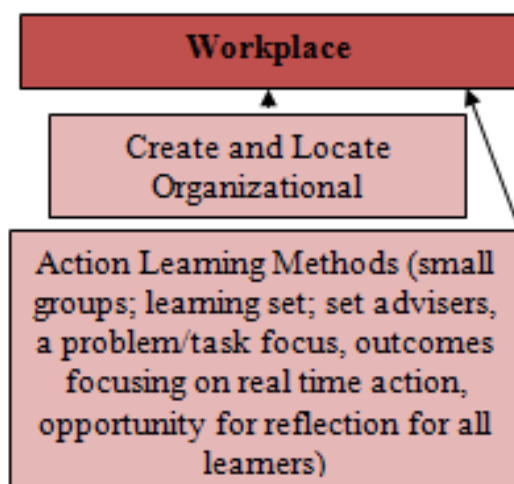 Workplace
Create and Locate
Organizational
Action Learning Methods (small
groups; learning set; set advisers,
a problem/task focus, outcomes
focusing on real time action,
opportunity for reflection for all
learners)